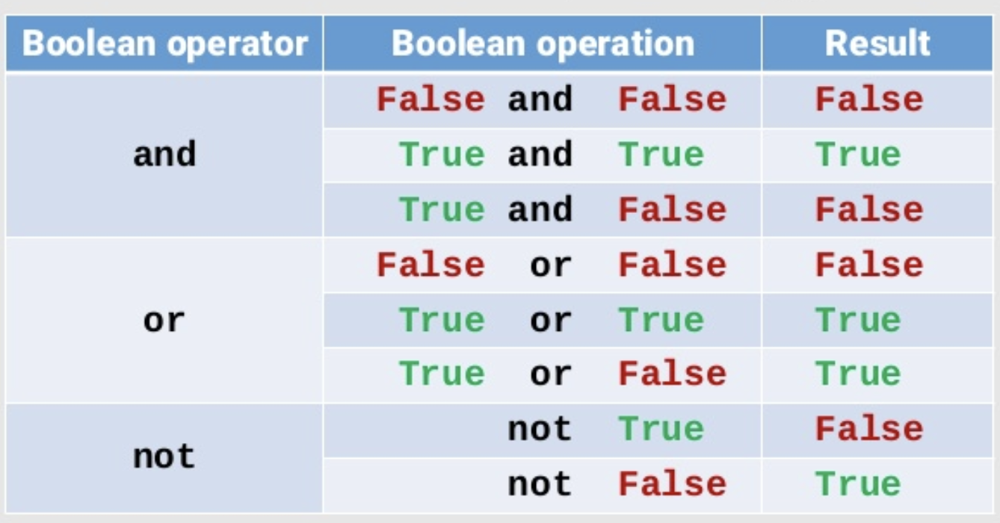 Boolean operator Boolean operation Result
False and False False
and True and True True
True and False False
False or False False
or True or True True
True or False True
not True False
not
not False True